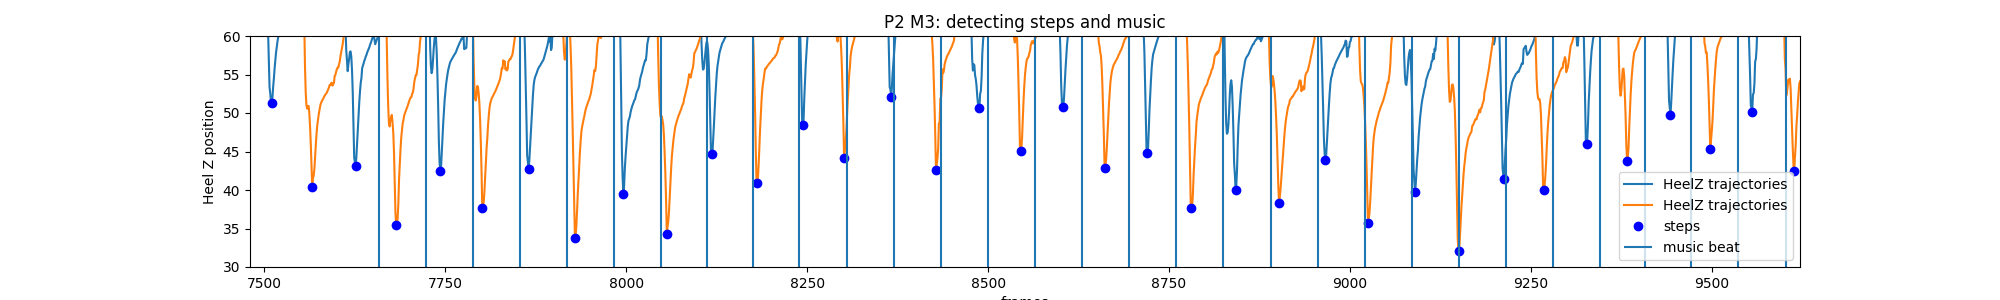 P2 M3: detecting steps and music
60
55
50
45
40
35
30
Heel Z position
HeelZ trajectories
HeelZ trajectories
steps
music beat
7500 7750 8000 8250 8500 8750 9000 9250 9500
frames